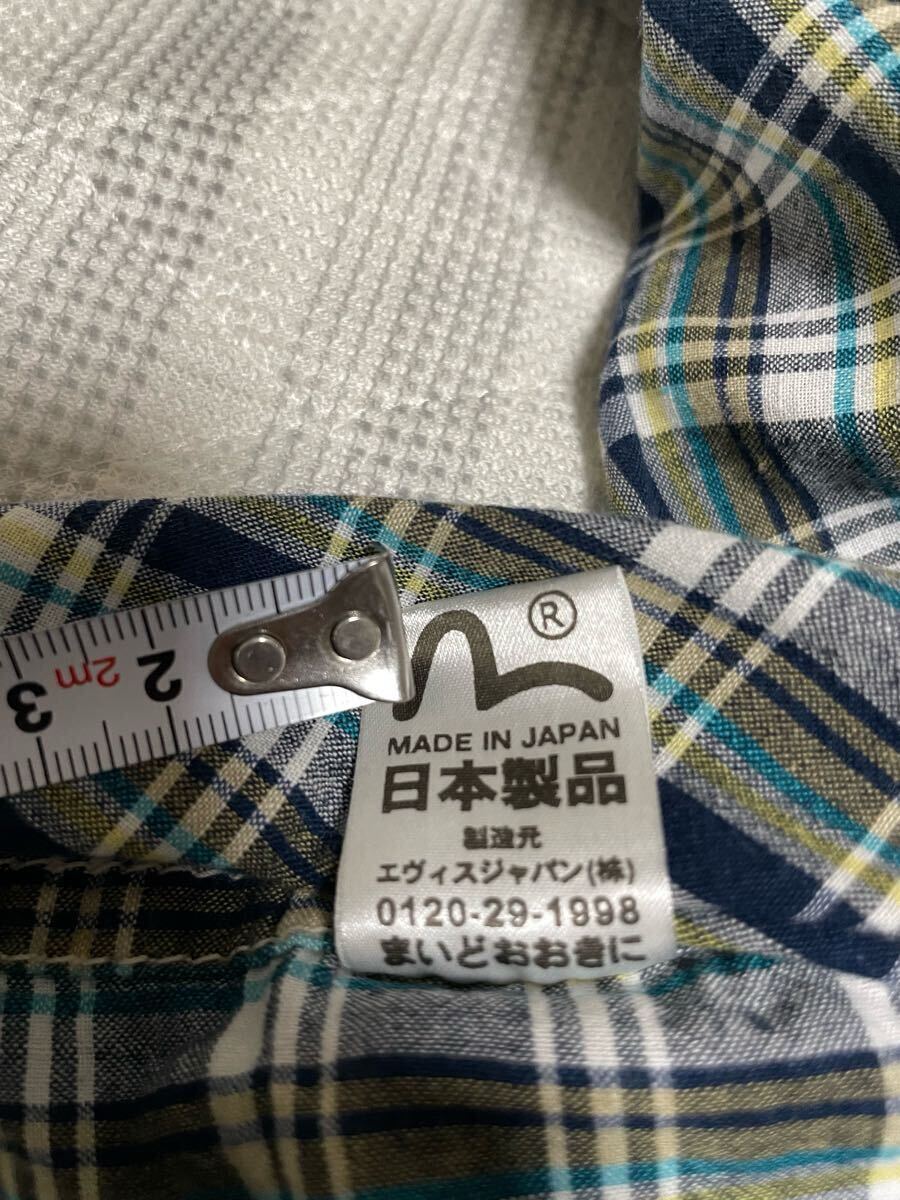 3 2m 2
®
MADE IN JAPAN
日本製品
製造元
エヴィスジャパン(株)
0120-29-1998
まいどおおきに